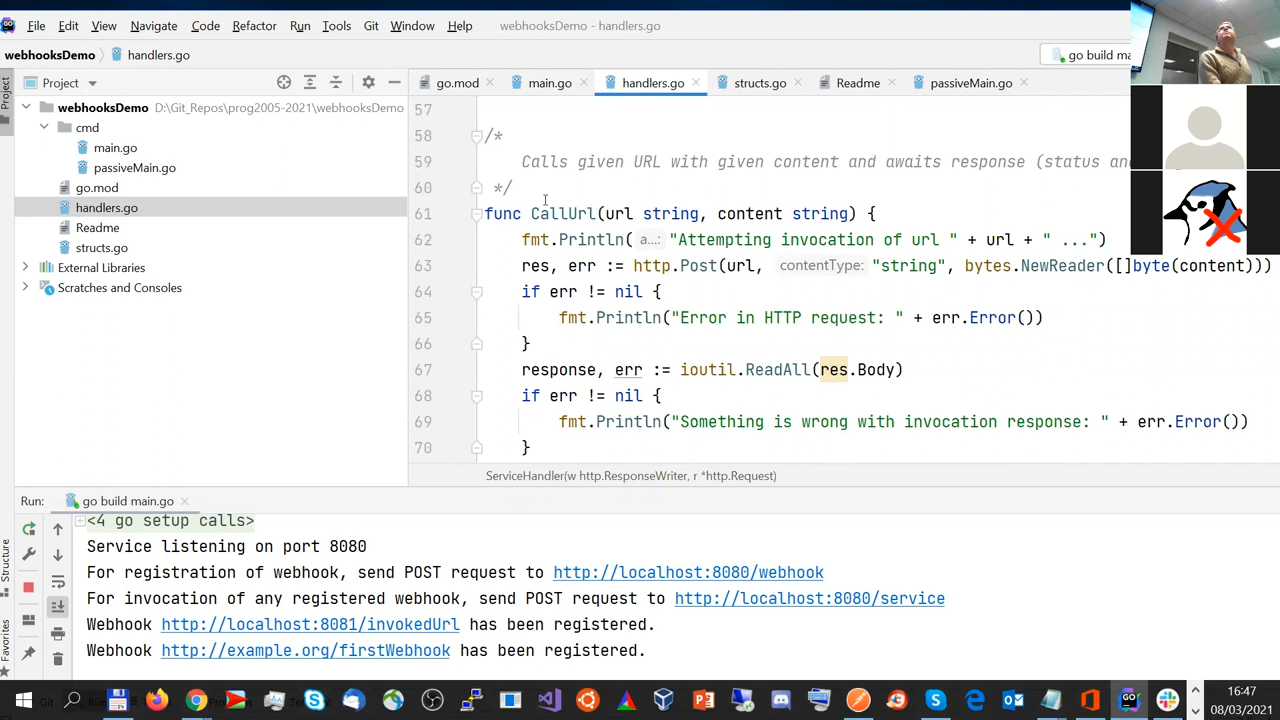 File Edit View Navigate Code Refactor Run Tools Git Window Help webhooksDemo - handlers.go
webhooksDemo handlers.go go build m
Project
go.mod main.go handlers.go structs.go Readme passiveMain.go
webhooksDemo D:\Git_Repos\prog2005-2021\webhooksDemo
cmd
main.go
passiveMain.go
go.mod
handlers.go
Readme
structs.go
External Libraries
Scratches and Consoles
Project
57
58 /*
59 Calls given URL with given content and awaits response (status an
60 */
61 func CallUrl(url string, content string) {
62 fmt.Println( a...: "Attempting invocation of url " + url + " ...")
63 res, err := http.Post(url, contentType: "string", bytes.NewReader([]byte(content)))
64 if err != nil {
65 fmt.Println("Error in HTTP request: " + err.Error())
66 }
67 response, err := ioutil.ReadAll(res.Body)
68 if err != nil {
69 fmt.Println("Something is wrong with invocation response: " + err.Error())
70 }
ServiceHandler(w http.ResponseWriter, r *http.Request)
Run: go build main.go
<4 go setup calls>
Service listening on port 8080
For registration of webhook, send POST request to http://localhost:8080/webhook
For invocation of any registered webhook, send POST request to http://localhost:8080/service
Webhook http://localhost:8081/invokedUrl has been registered.
Webhook http://example.org/firstWebhook has been registered.
Structure
Favorites
16:47
08/03/2021